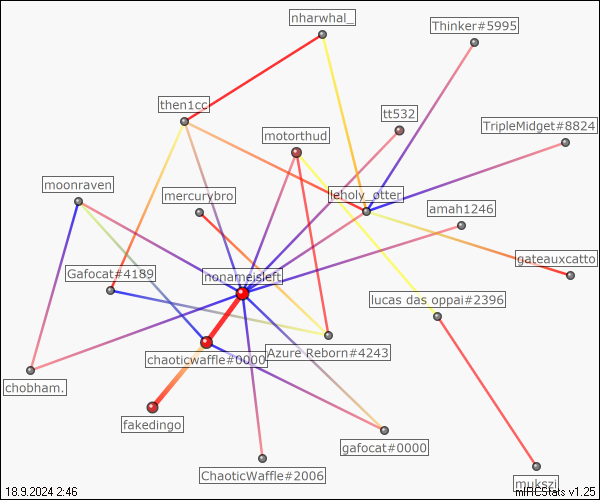 nharwhal_
Thinker#5995
then1cc
tt532
motorthud
TripleMidget#8824
moonraven
mercurybro
leholy_otter
amah1246
Gafocat#4189
nonameisleft
gateauxcatto
lucas das oppai#2396
chaoticwaffle#0000
Azure Reborn#4243
chobham.
fakedingo
gafocat#0000
ChaoticWaffle#2006
mukszi
18.9.2024 2:46
mIRCStats v1.25